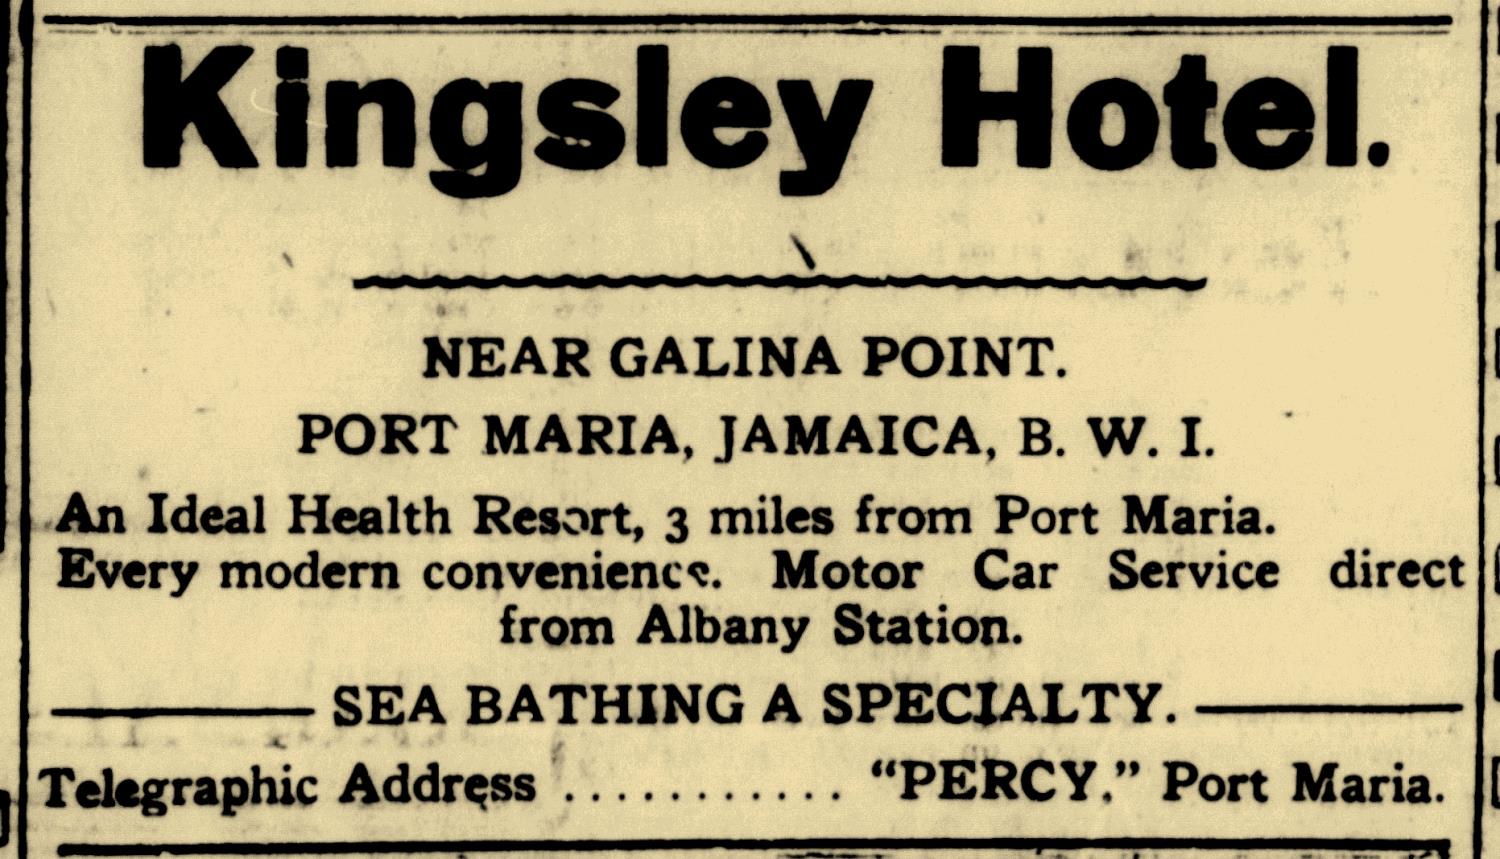 Kingsley Hotel.
NEAR GALINA POINT.
PORT MARIA, JAMAICA, B. W. I.
An Ideal Health Resort, 3 miles from Port Maria.
Every modern convenience. Motor Car Service direct
from Albany Station.
SEA BATHING A SPECIALTY.
Telegraphic Address ............ "PERCY." Port Maria.